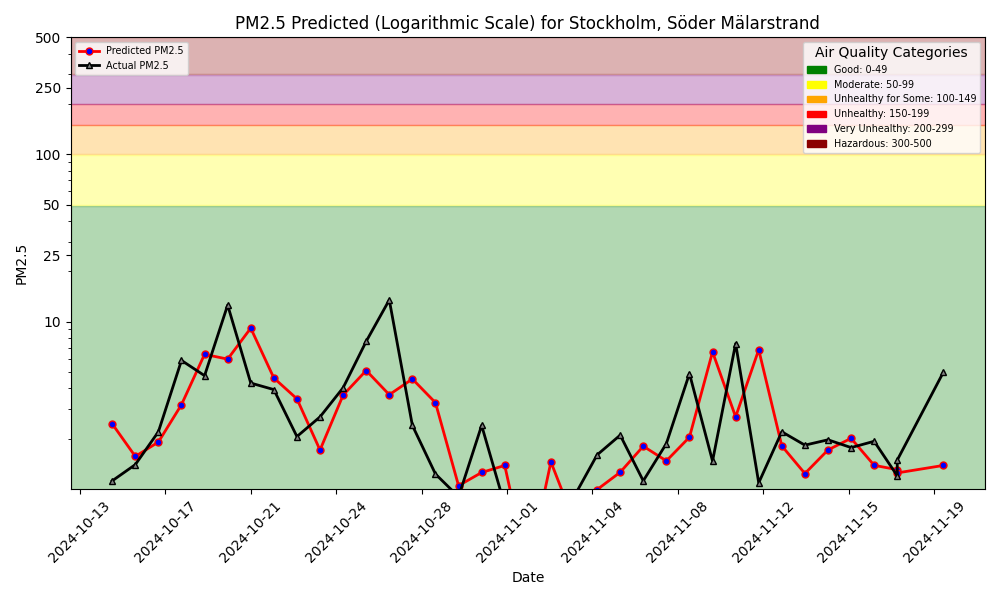 PM2.5 Predicted (Logarithmic Scale) for Stockholm, Söder Mälarstrand
Predicted PM2.5
Actual PM2.5
Air Quality Categories
Good: 0-49
Moderate: 50-99
Unhealthy for Some: 100-149
Unhealthy: 150-199
Very Unhealthy: 200-299
Hazardous: 300-500
500
250
100
50
25
10
PM2.5
2024-10-13
2024-10-17
2024-10-21
2024-10-24
2024-10-28
2024-11-01
2024-11-04
2024-11-08
2024-11-12
2024-11-15
2024-11-19
Date